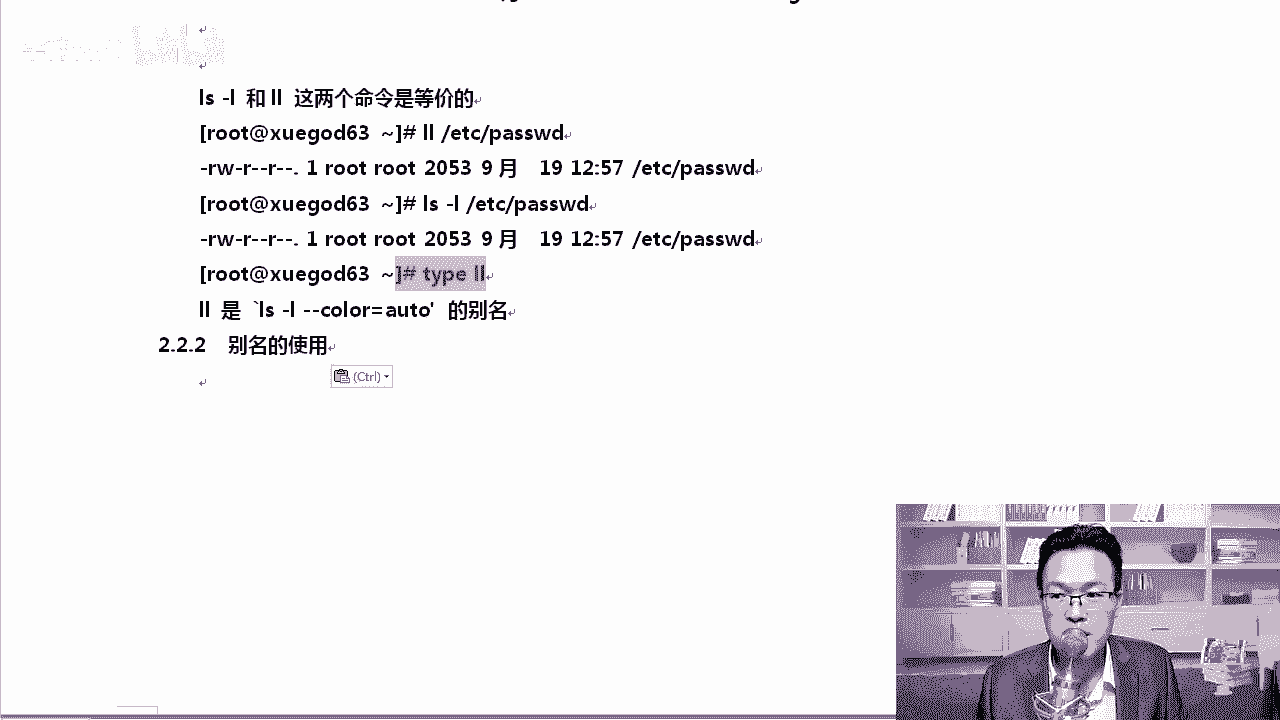 ls -l 和 ll 这两个命令是等价的
[root@xuegod63 ~]# ll /etc/passwd
-rw-r--r--. 1 root root 2053 9月 19 12:57 /etc/passwd
[root@xuegod63 ~]# ls -l /etc/passwd
-rw-r--r--. 1 root root 2053 9月 19 12:57 /etc/passwd
[root@xuegod63 ~]# type ll
ll 是 `ls -l --color=auto' 的别名
2.2.2 别名的使用
(Ctrl)